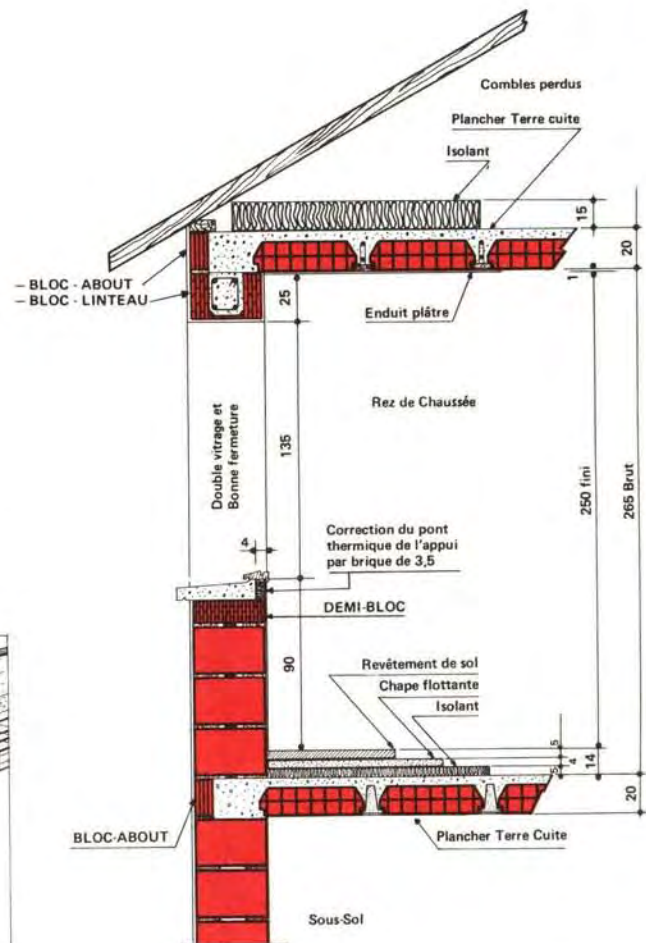 Combles perdus
Plancher Terre cuite
Isolant
15
20
– BLOC - ABOUT
– BLOC - LINTEAU
25
1
Enduit plâtre
Rez de Chaussée
Double vitrage et
Bonne fermeture
135
250 fini
265 Brut
4
Correction du pont
thermique de l'appui
par brique de 3,5
DEMI-BLOC
90
Revêtement de sol
Chape flottante
Isolant
5
4
5
14
20
BLOC-ABOUT
Plancher Terre Cuite
Sous-Sol